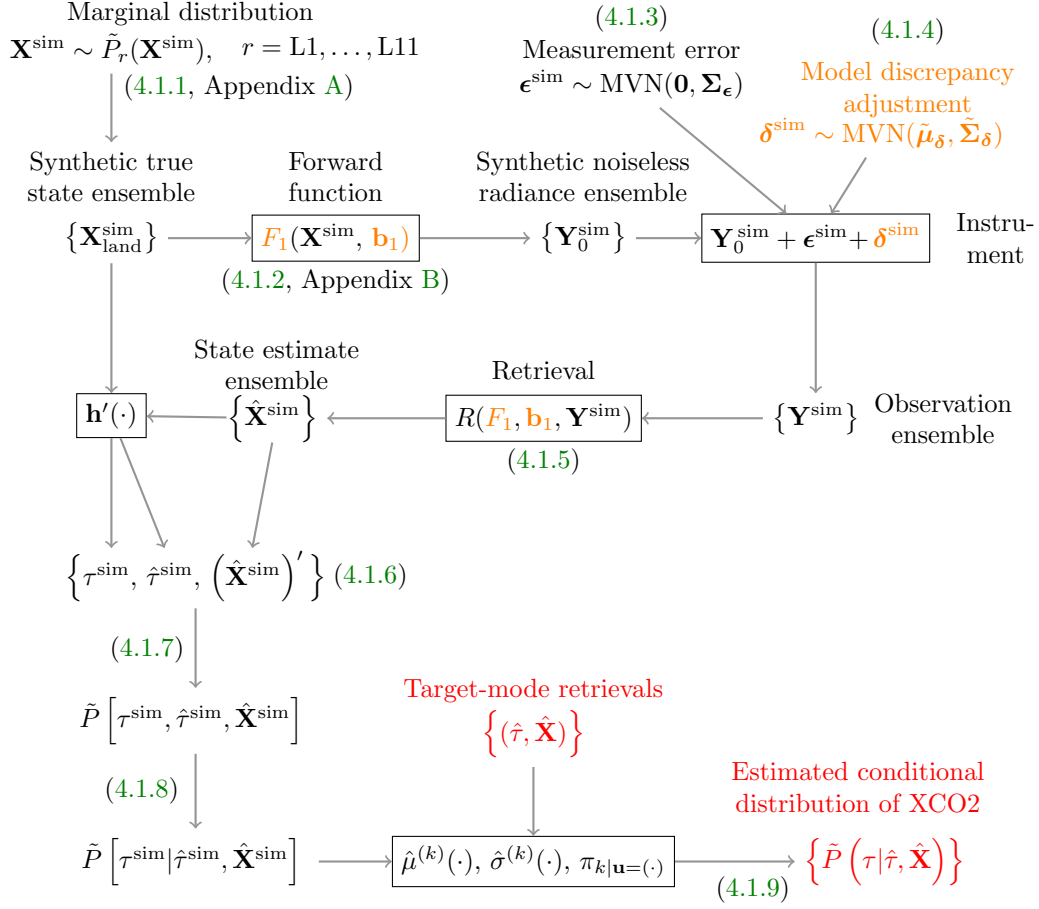 Marginal distribution
X^sim ∼ P̃_r(X^sim), r = L1, . . . , L11
(4.1.1, Appendix A)
(4.1.3)
Measurement error
ϵ^sim ∼ MVN(0, Σ_ϵ)
(4.1.4)
Model discrepancy
adjustment
δ^sim ∼ MVN(μ̃_δ, Σ̃_δ)
Synthetic true
state ensemble
{X^sim_land}
Forward
function
F_1(X^sim, b_1)
(4.1.2, Appendix B)
Synthetic noiseless
radiance ensemble
{Y_0^sim}
Y_0^sim + ϵ^sim + δ^sim
Instru-
ment
h′(·)
State estimate
ensemble
{X̂^sim}
Retrieval
R(F_1, b_1, Y^sim)
(4.1.5)
{Y^sim}
Observation
ensemble
{τ^sim, τ̂^sim, (X̂^sim)′} (4.1.6)
(4.1.7)
P̃ [τ^sim, τ̂^sim, X̂^sim]
(4.1.8)
P̃ [τ^sim|τ̂^sim, X̂^sim]
Target-mode retrievals
{(τ̂, X̂)}
μ̂^(k)(·), σ̂^(k)(·), π_{k|u=(·)}
(4.1.9)
Estimated conditional
distribution of XCO2
{P̃ (τ|τ̂, X̂)}